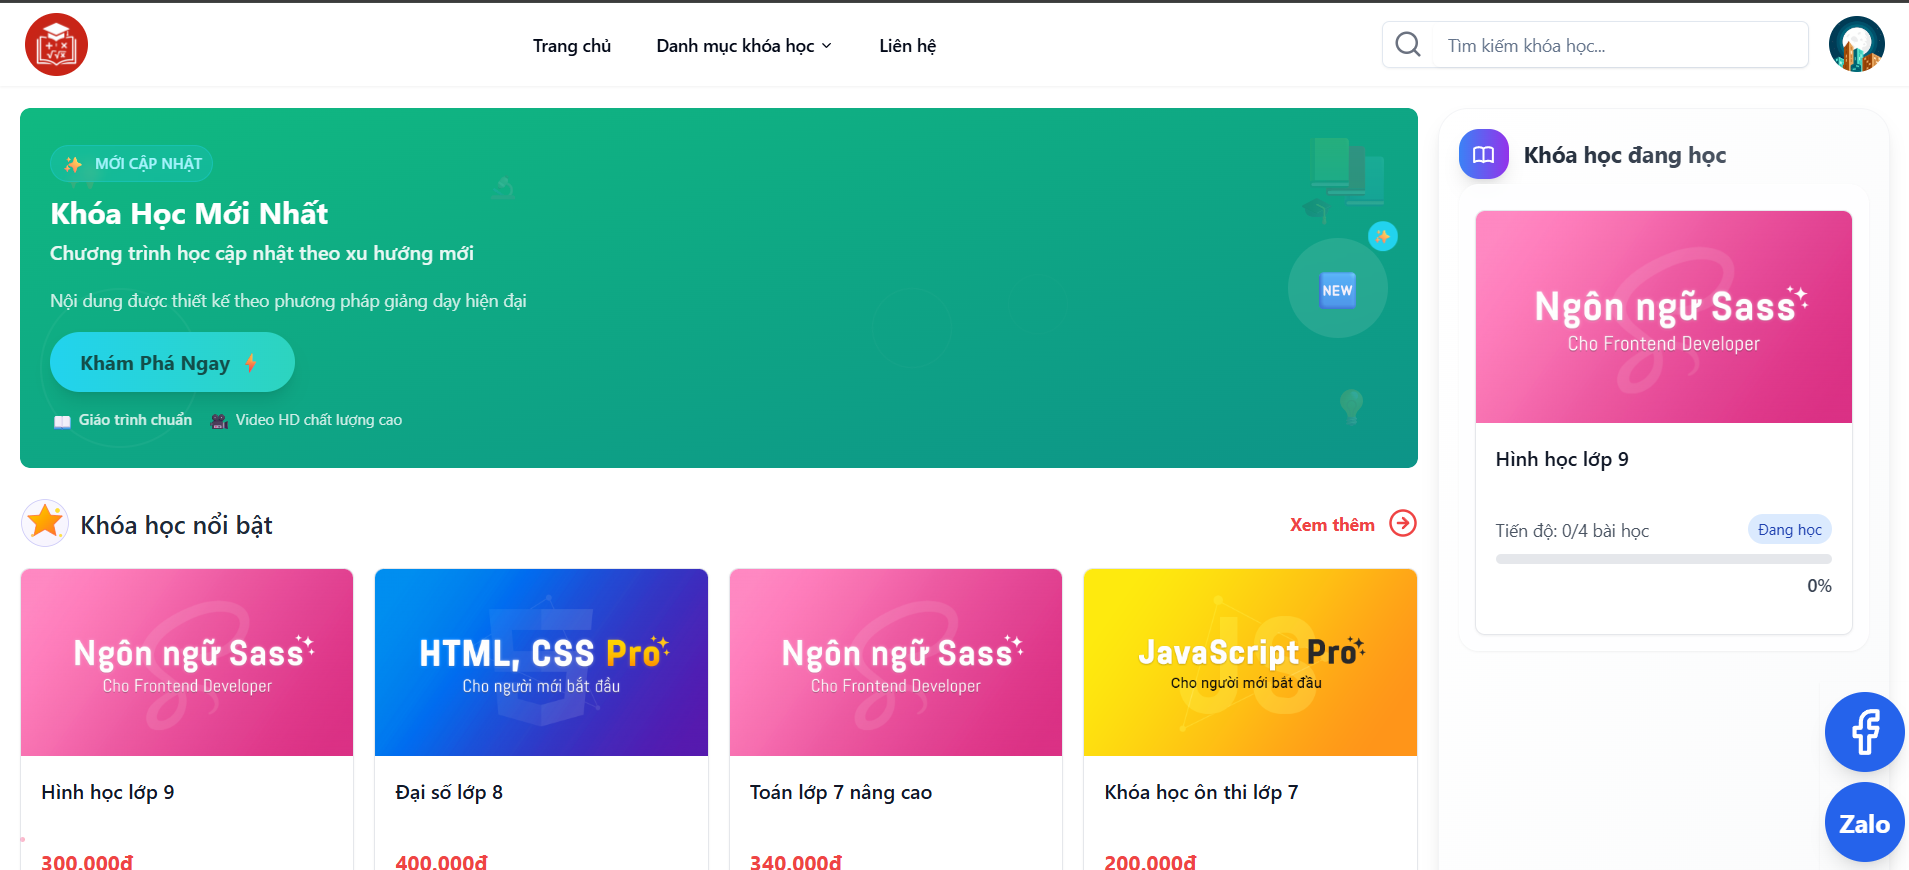 Trang chủ
Danh mục khóa học
Liên hệ
Tìm kiếm khóa học...
MỚI CẬP NHẬT
Khóa Học Mới Nhất
Chương trình học cập nhật theo xu hướng mới
Nội dung được thiết kế theo phương pháp giảng dạy hiện đại
Khám Phá Ngay
Giáo trình chuẩn
Video HD chất lượng cao
NEW
Khóa học đang học
Ngôn ngữ Sass
Cho Frontend Developer
Hình học lớp 9
Tiến độ: 0/4 bài học
Đang học
0%
Khóa học nổi bật
Xem thêm
Ngôn ngữ Sass
Cho Frontend Developer
Hình học lớp 9
300.000đ
HTML, CSS Pro
Cho người mới bắt đầu
Đại số lớp 8
400.000đ
Ngôn ngữ Sass
Cho Frontend Developer
Toán lớp 7 nâng cao
340.000đ
JS
JavaScript Pro
Cho người mới bắt đầu
Khóa học ôn thi lớp 7
200.000đ
Zalo